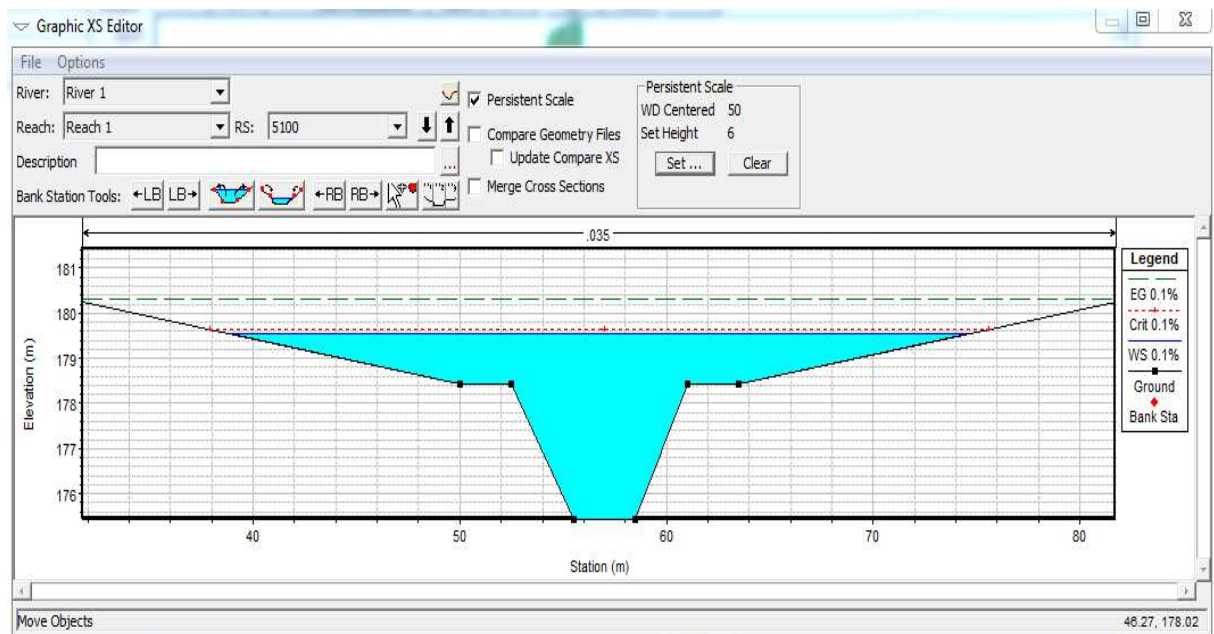 Graphic XS Editor
File Options
River: River 1
Reach: Reach 1 RS: 5100
Description ...
Bank Station Tools: ←LB LB→ ←RB RB→
Persistent Scale
Compare Geometry Files
Update Compare XS
Merge Cross Sections
Persistent Scale
WD Centered 50
Set Height 6
Set ... Clear
.035
181
180
179
178
177
176
Elevation (m)
40 50 60 70 80
Station (m)
Legend
EG 0.1%
Crit 0.1%
WS 0.1%
Ground
Bank Sta
Move Objects 46.27, 178.02